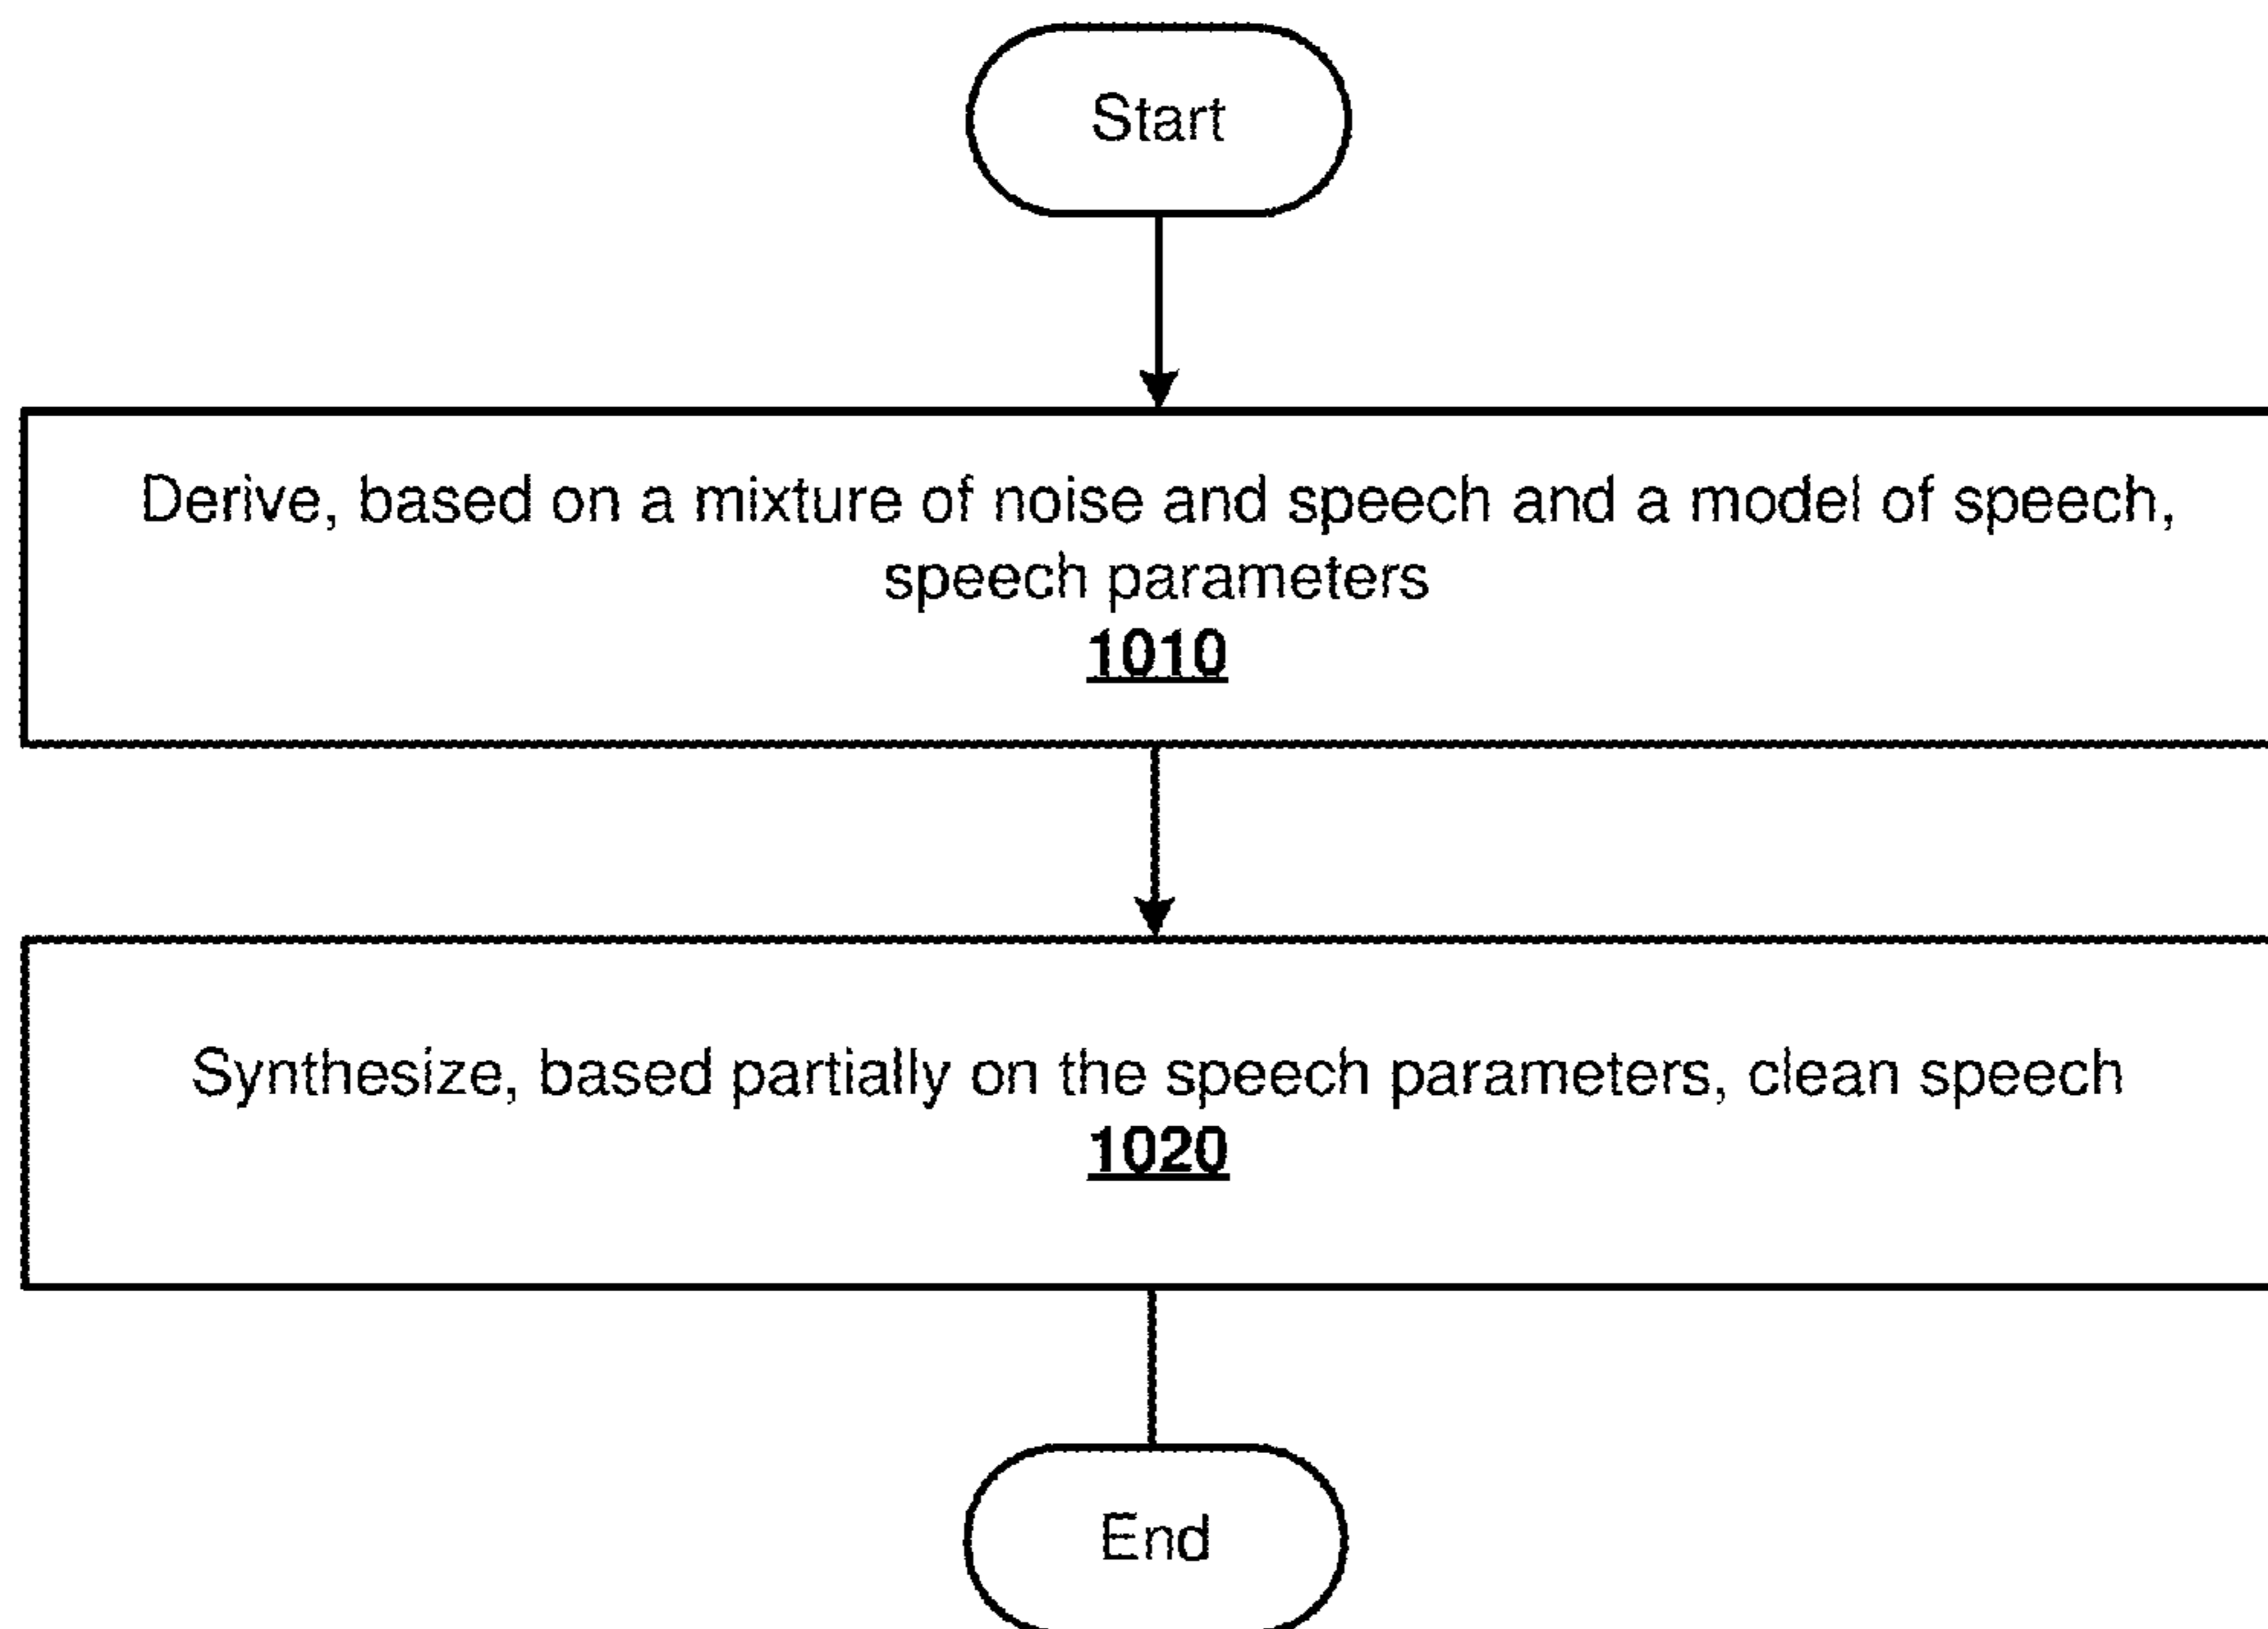 Start
Derive, based on a mixture of noise and speech and a model of speech,
speech parameters
1010
Synthesize, based partially on the speech parameters, clean speech
1020
End